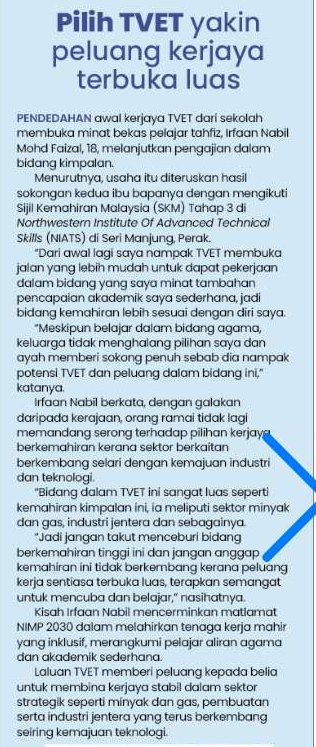 Pilih TVET yakin
peluang kerjaya
terbuka luas
PENDEDAHAN awal kerjaya TVET dari sekolah
membuka minat bekas pelajar tahfiz, Irfaan Nabil
Mohd Faizal, 18, melanjutkan pengajian dalam
bidang kimpalan.
Menurutnya, usaha itu diteruskan hasil
sokongan kedua ibu bapanya dengan mengikuti
Sijil Kemahiran Malaysia (SKM) Tahap 3 di
Northwestern Institute Of Advanced Technical
Skills (NIATS) di Seri Manjung, Perak.
"Dari awal lagi saya nampak TVET membuka
jalan yang lebih mudah untuk dapat pekerjaan
dalam bidang yang saya minat tambahan
pencapaian akademik saya sederhana, jadi
bidang kemahiran lebih sesuai dengan diri saya.
"Meskipun belajar dalam bidang agama,
keluarga tidak menghalang pilihan saya dan
ayah memberi sokong penuh sebab dia nampak
potensi TVET dan peluang dalam bidang ini,"
katanya.
Irfaan Nabil berkata, dengan galakan
daripada kerajaan, orang ramai tidak lagi
memandang serong terhadap pilihan kerjaya
berkemahiran kerana sektor berkaitan
berkembang selari dengan kemajuan industri
dan teknologi.
"Bidang dalam TVET ini sangat luas seperti
kemahiran kimpalan ini, ia meliputi sektor minyak
dan gas, industri jentera dan sebagainya.
"Jadi jangan takut menceburi bidang
berkemahiran tinggi ini dan jangan anggap
kemahiran ini tidak berkembang kerana peluang
kerja sentiasa terbuka luas, terapkan semangat
untuk mencuba dan belajar," nasihatnya.
Kisah Irfaan Nabil mencerminkan matlamat
NIMP 2030 dalam melahirkan tenaga kerja mahir
yang inklusif, merangkumi pelajar aliran agama
dan akademik sederhana.
Laluan TVET memberi peluang kepada belia
untuk membina kerjaya stabil dalam sektor
strategik seperti minyak dan gas, pembuatan
serta industri jentera yang terus berkembang
seiring kemajuan teknologi.